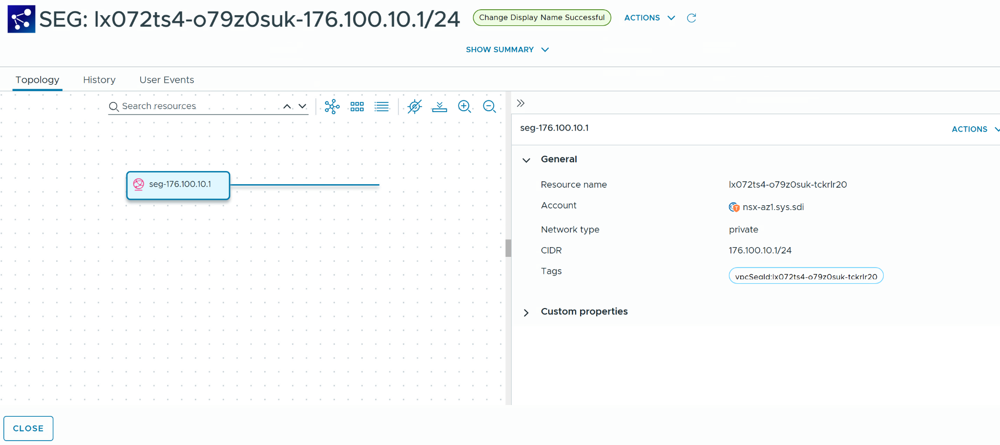 SEG: lx072ts4-o79z0suk-176.100.10.1/24
Change Display Name Successful
ACTIONS
SHOW SUMMARY
Topology
History
User Events
Search resources
seg-176.100.10.1
ACTIONS
General
seg-176.100.10.1
Resource name
lx072ts4-o79z0suk-tckrlr20
Account
nsx-az1.sys.sdi
Network type
private
CIDR
176.100.10.1/24
Tags
vpcSegId:lx072ts4-o79z0suk-tckrlr20
Custom properties
CLOSE